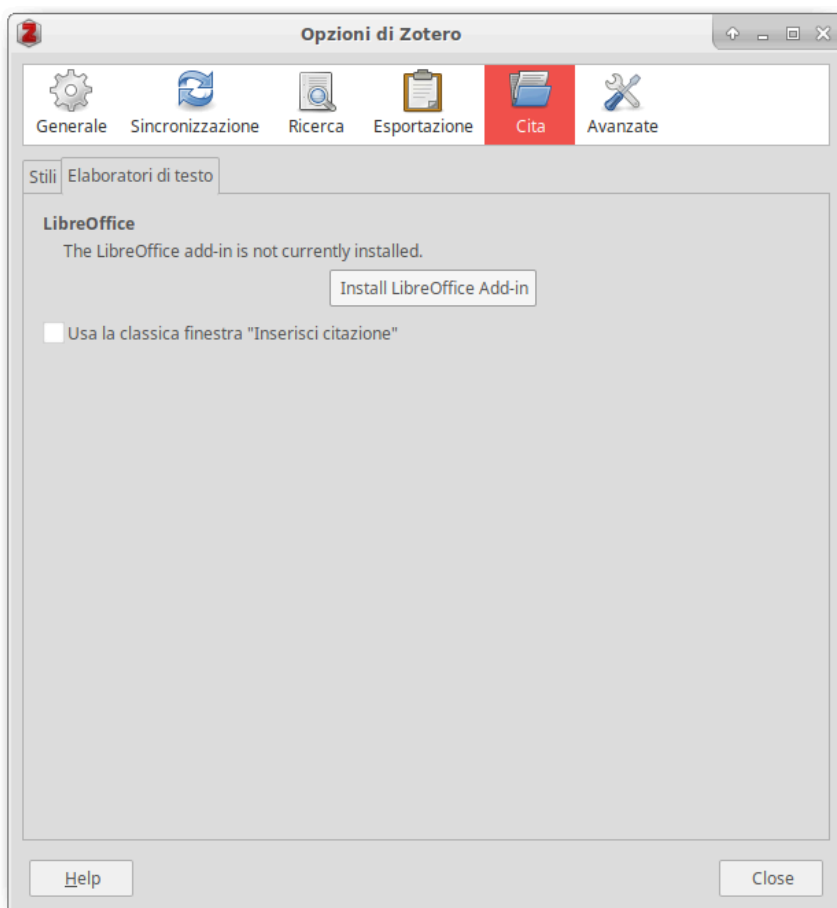 Opzioni di Zotero
Generale Sincronizzazione Ricerca Esportazione Cita Avanzate
Stili Elaboratori di testo
LibreOffice
The LibreOffice add-in is not currently installed.
Install LibreOffice Add-in
Usa la classica finestra "Inserisci citazione"
Help Close